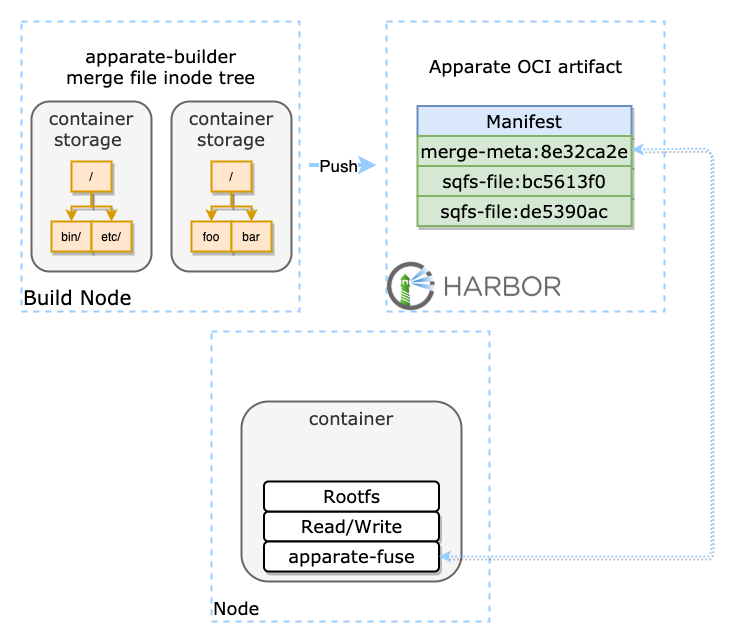 apparate-builder
merge file inode tree
container
storage
/
bin/
etc/
container
storage
/
foo
bar
Build Node
Push
Apparate OCI artifact
Manifest
merge-meta:8e32ca2e
sqfs-file:bc5613f0
sqfs-file:de5390ac
HARBOR
container
Rootfs
Read/Write
apparate-fuse
Node